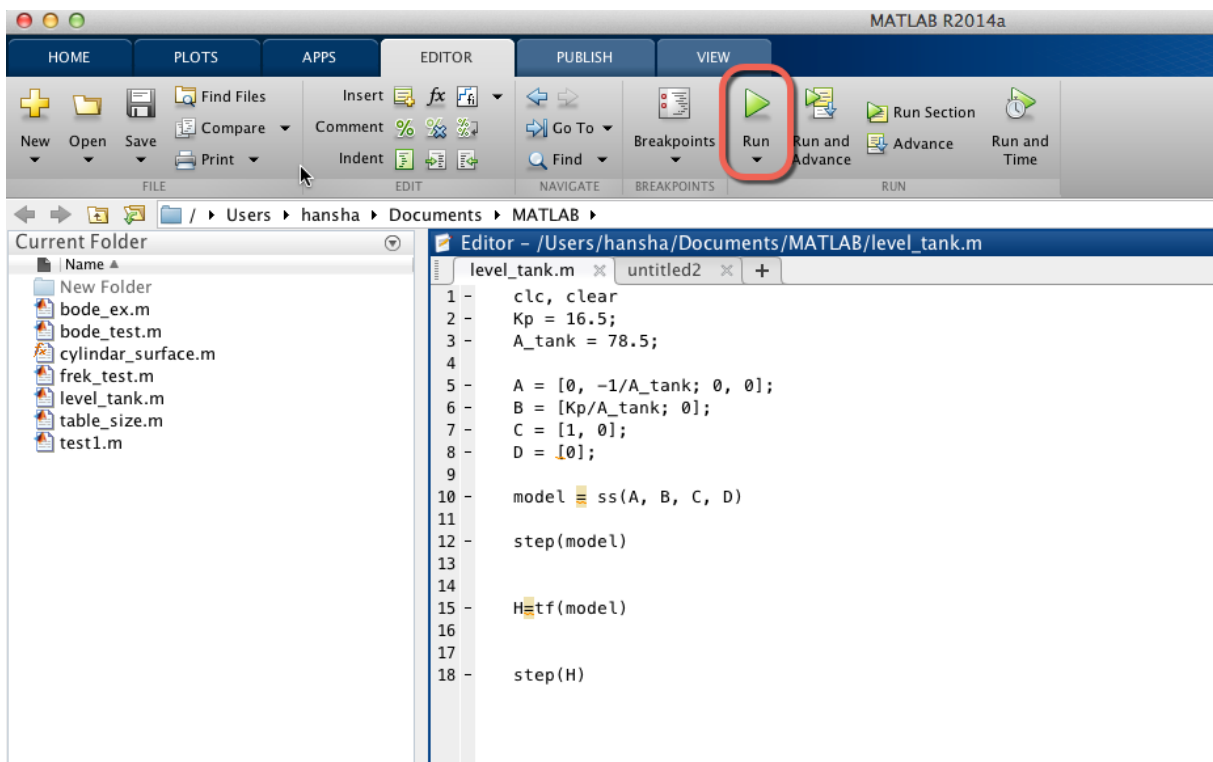 MATLAB R2014a
HOME PLOTS APPS EDITOR PUBLISH VIEW
Find Files Insert fx fi
Compare Comment Go To Breakpoints Run Run and Advance Run Section Run and Time
New Open Save Print Indent Find Advance
FILE EDIT NAVIGATE BREAKPOINTS RUN
/ Users hansha Documents MATLAB
Current Folder
Name
New Folder
bode_ex.m
bode_test.m
cylindar_surface.m
frek_test.m
level_tank.m
table_size.m
test1.m
Editor – /Users/hansha/Documents/MATLAB/level_tank.m
level_tank.m × untitled2 × +
1 – clc, clear
2 – Kp = 16.5;
3 – A_tank = 78.5;
4
5 – A = [0, -1/A_tank; 0, 0];
6 – B = [Kp/A_tank; 0];
7 – C = [1, 0];
8 – D = [0];
9
10 – model = ss(A, B, C, D)
11
12 – step(model)
13
14
15 – H=tf(model)
16
17
18 – step(H)